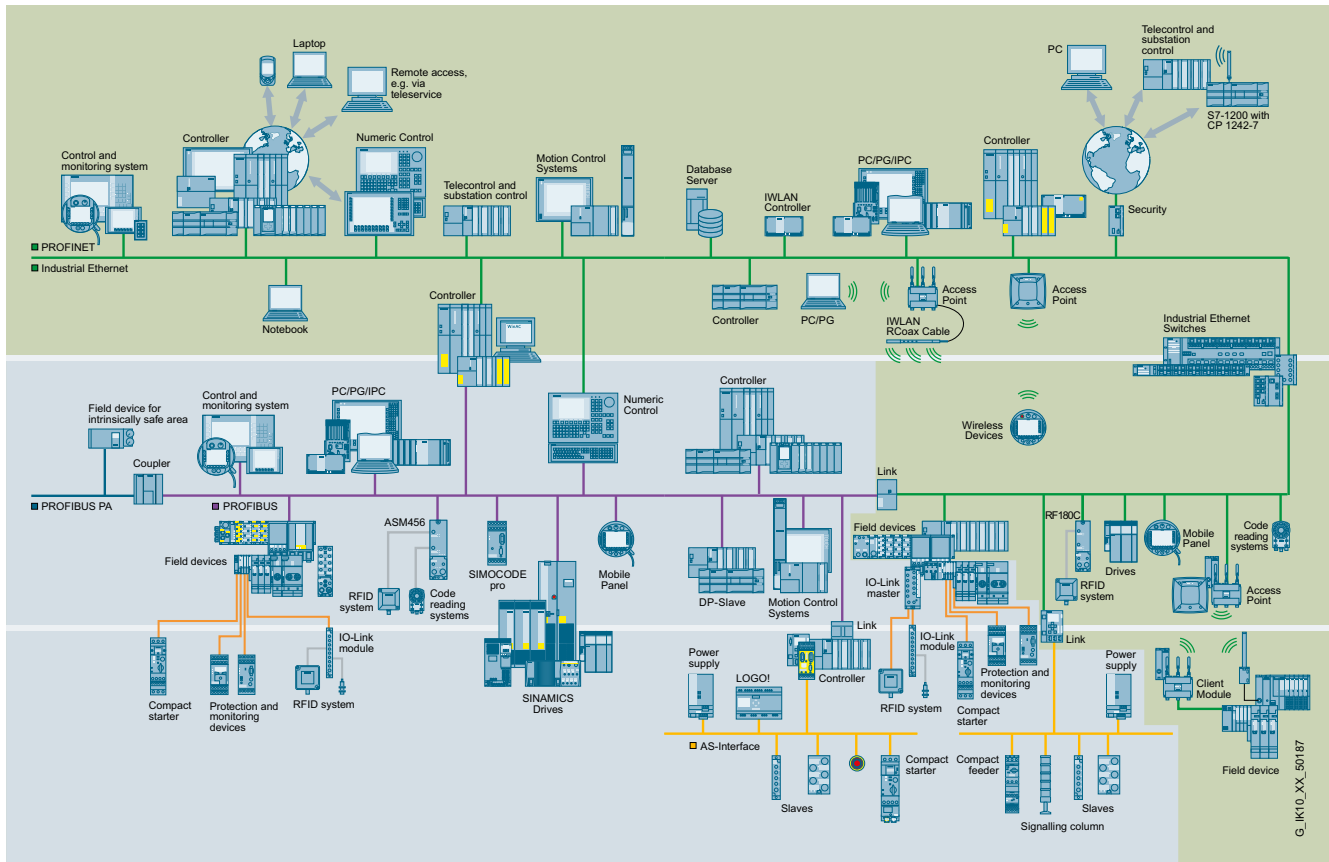 Laptop
Remote access,
e.g. via
teleservice
PC
Telecontrol and
substation
control
S7-1200 with
CP 1242-7
Control and
monitoring system
Controller
Numeric Control
Telecontrol and
substation control
Motion Control
Systems
Database
Server
IWLAN
Controller
PC/PG/IPC
Controller
Security
PROFINET
Industrial Ethernet
Notebook
Controller
WinAC
Controller
PC/PG
Access
Point
IWLAN
RCoax Cable
Access
Point
Industrial Ethernet
Switches
Field device for
intrinsically safe area
Control and
monitoring system
PC/PG/IPC
Numeric
Control
Controller
Wireless
Devices
Coupler
Link
PROFIBUS PA
PROFIBUS
Field devices
ASM456
RFID
system
Code
reading
systems
SIMOCODE
pro
Mobile
Panel
DP-Slave
Motion Control
Systems
Field devices
IO-Link
master
RF180C
RFID
system
Drives
Mobile
Panel
Code
reading
systems
Access
Point
Link
Link
Compact
starter
Protection and
monitoring
devices
IO-Link
module
RFID system
SINAMICS
Drives
Power
supply
LOGO!
Controller
RFID system
IO-Link
module
Compact
starter
Protection and
monitoring
devices
Power
supply
Client
Module
Field device
AS-Interface
Slaves
Compact
starter
Compact
feeder
Signalling column
Slaves
G_IK10_XX_50187